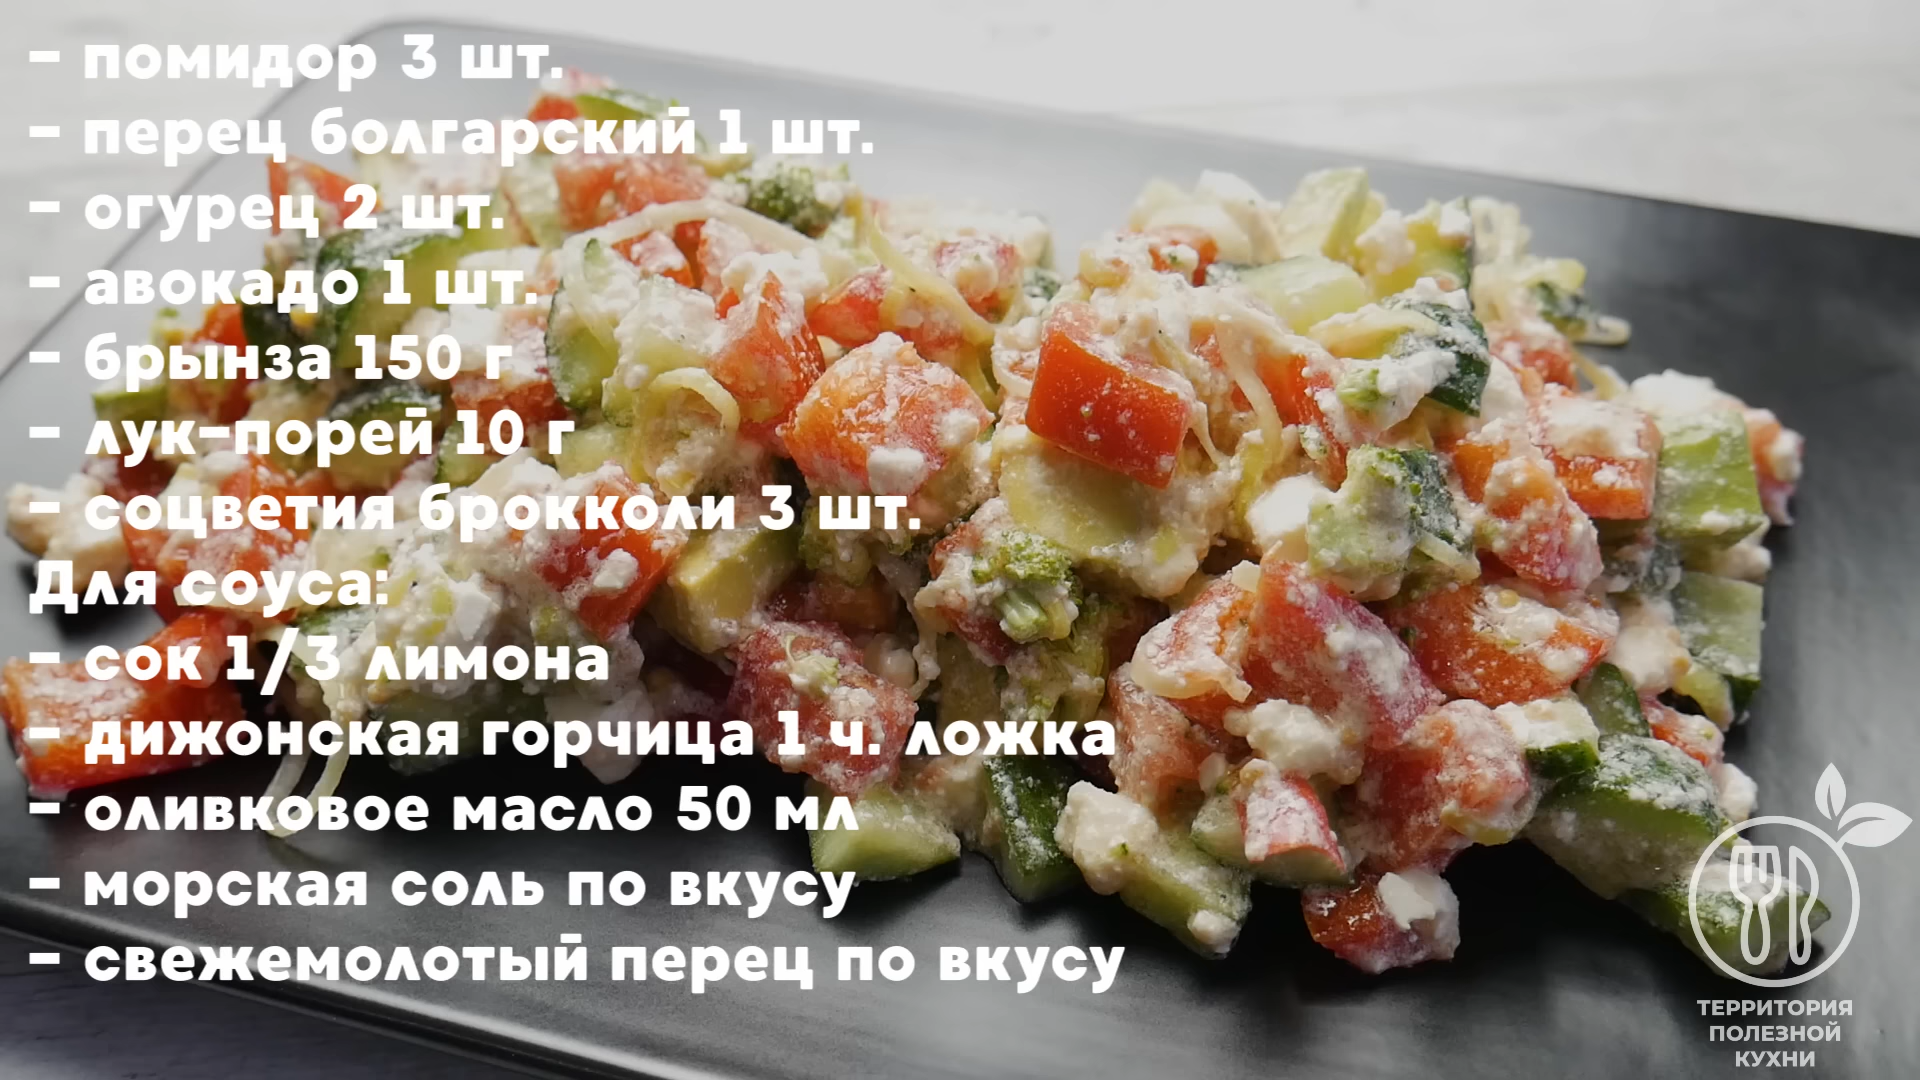 - помидор 3 шт.
- перец болгарский 1 шт.
- огурец 2 шт.
- авокадо 1 шт.
- брынза 150 г
- лук-порей 10 г
- соцветия брокколи 3 шт.
Для соуса:
- сок 1/3 лимона
- дижонская горчица 1 ч. ложка
- оливковое масло 50 мл
- морская соль по вкусу
- свежемолотый перец по вкусу
ТЕРРИТОРИЯ
ПОЛЕЗНОЙ
КУХНИ